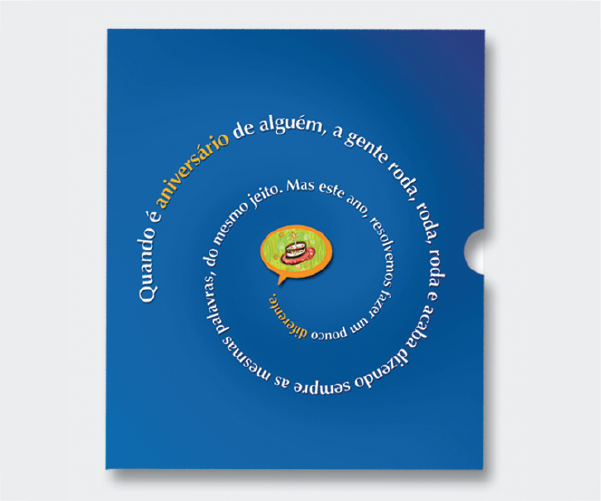 Quando é aniversário de alguém, a gente roda, roda, roda e acaba dizendo sempre as mesmas palavras, do mesmo jeito. Mas este ano, resolvemos fazer um pouco diferente.